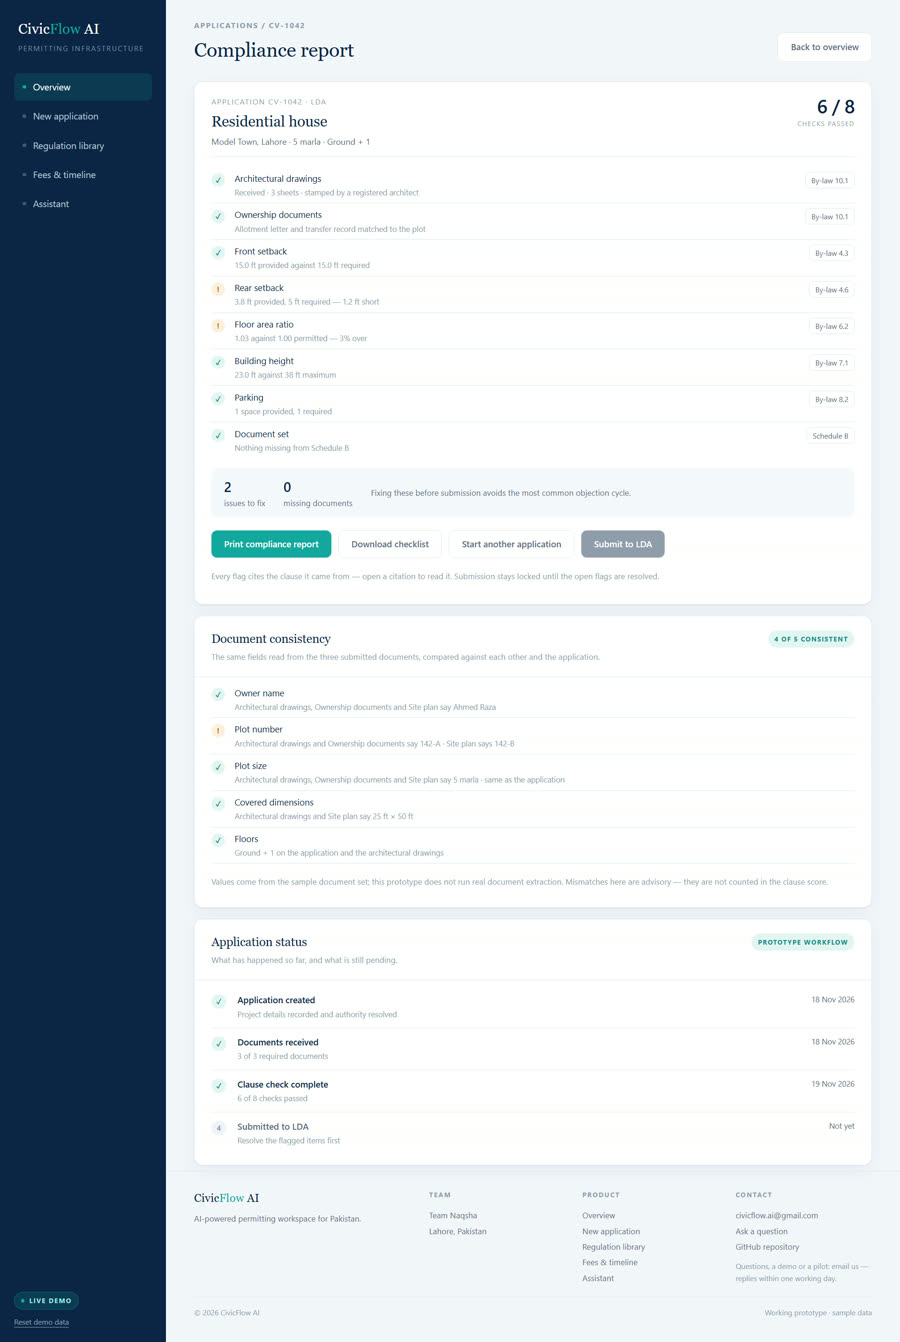 CivicFlow AI
PERMITTING INFRASTRUCTURE
Overview
New application
Regulation library
Fees & timeline
Assistant
LIVE DEMO
Reset demo data
APPLICATIONS / CV-1042
Compliance report
Back to overview
APPLICATION CV-1042 · LDA
Residential house
Model Town, Lahore · 5 marla · Ground + 1
6 / 8
CHECKS PASSED
✓ Architectural drawings
By-law 10.1
Received · 3 sheets · stamped by a registered architect
✓ Ownership documents
By-law 10.1
Allotment letter and transfer record matched to the plot
✓ Front setback
By-law 4.3
15.0 ft provided against 15.0 ft required
! Rear setback
By-law 4.6
3.8 ft provided, 5 ft required — 1.2 ft short
! Floor area ratio
By-law 6.2
1.03 against 1.00 permitted — 3% over
✓ Building height
By-law 7.1
23.0 ft against 38 ft maximum
✓ Parking
By-law 8.2
1 space provided, 1 required
✓ Document set
Schedule B
Nothing missing from Schedule B
2
issues to fix
0
missing documents
Fixing these before submission avoids the most common objection cycle.
Print compliance report
Download checklist
Start another application
Submit to LDA
Every flag cites the clause it came from — open a citation to read it. Submission stays locked until the open flags are resolved.
Document consistency
4 OF 5 CONSISTENT
The same fields read from the three submitted documents, compared against each other and the application.
✓ Owner name
Architectural drawings, Ownership documents and Site plan say Ahmed Raza
! Plot number
Architectural drawings and Ownership documents say 142-A · Site plan says 142-B
✓ Plot size
Architectural drawings, Ownership documents and Site plan say 5 marla · same as the application
✓ Covered dimensions
Architectural drawings and Site plan say 25 ft × 50 ft
✓ Floors
Ground + 1 on the application and the architectural drawings
Values come from the sample document set; this prototype does not run real document extraction. Mismatches here are advisory — they are not counted in the clause score.
Application status
PROTOTYPE WORKFLOW
What has happened so far, and what is still pending.
✓ Application created
18 Nov 2026
Project details recorded and authority resolved
✓ Documents received
18 Nov 2026
3 of 3 required documents
✓ Clause check complete
19 Nov 2026
6 of 8 checks passed
4 Submitted to LDA
Not yet
Resolve the flagged items first
CivicFlow AI
AI-powered permitting workspace for Pakistan.
TEAM
Team Naqsha
Lahore, Pakistan
PRODUCT
Overview
New application
Regulation library
Fees & timeline
Assistant
CONTACT
civicflow.ai@gmail.com
Ask a question
GitHub repository
Questions, a demo or a pilot: email us —
replies within one working day.
© 2026 CivicFlow AI
Working prototype · sample data